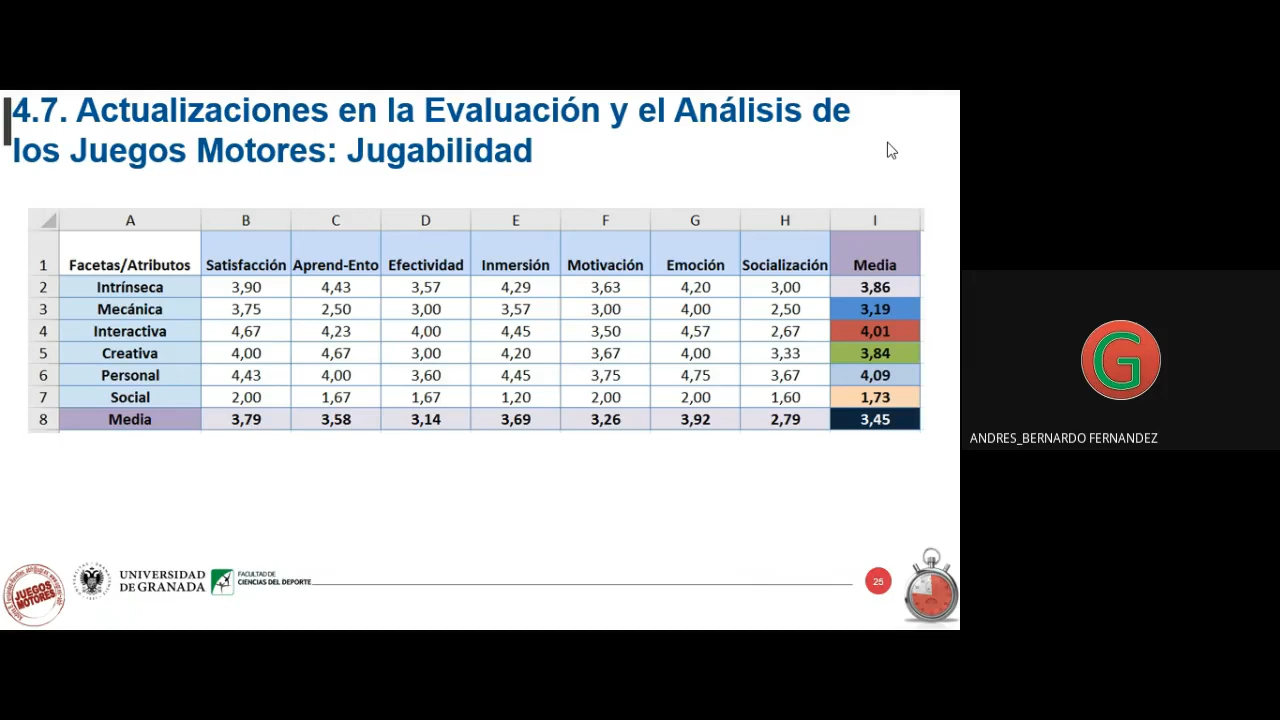 4.7. Actualizaciones en la Evaluación y el Análisis de
los Juegos Motores: Jugabilidad
A B C D E F G H I
1 Facetas/Atributos Satisfacción Aprend-Ento Efectividad Inmersión Motivación Emoción Socialización Media
2 Intrínseca 3,90 4,43 3,57 4,29 3,63 4,20 3,00 3,86
3 Mecánica 3,75 2,50 3,00 3,57 3,00 4,00 2,50 3,19
4 Interactiva 4,67 4,23 4,00 4,45 3,50 4,57 2,67 4,01
5 Creativa 4,00 4,67 3,00 4,20 3,67 4,00 3,33 3,84
6 Personal 4,43 4,00 3,60 4,45 3,75 4,75 3,67 4,09
7 Social 2,00 1,67 1,67 1,20 2,00 2,00 1,60 1,73
8 Media 3,79 3,58 3,14 3,69 3,26 3,92 2,79 3,45
G
ANDRES_BERNARDO FERNANDEZ
JUEGOS
MOTORES
UNIVERSIDAD
DE GRANADA
FACULTAD DE
CIENCIAS DEL DEPORTE
25